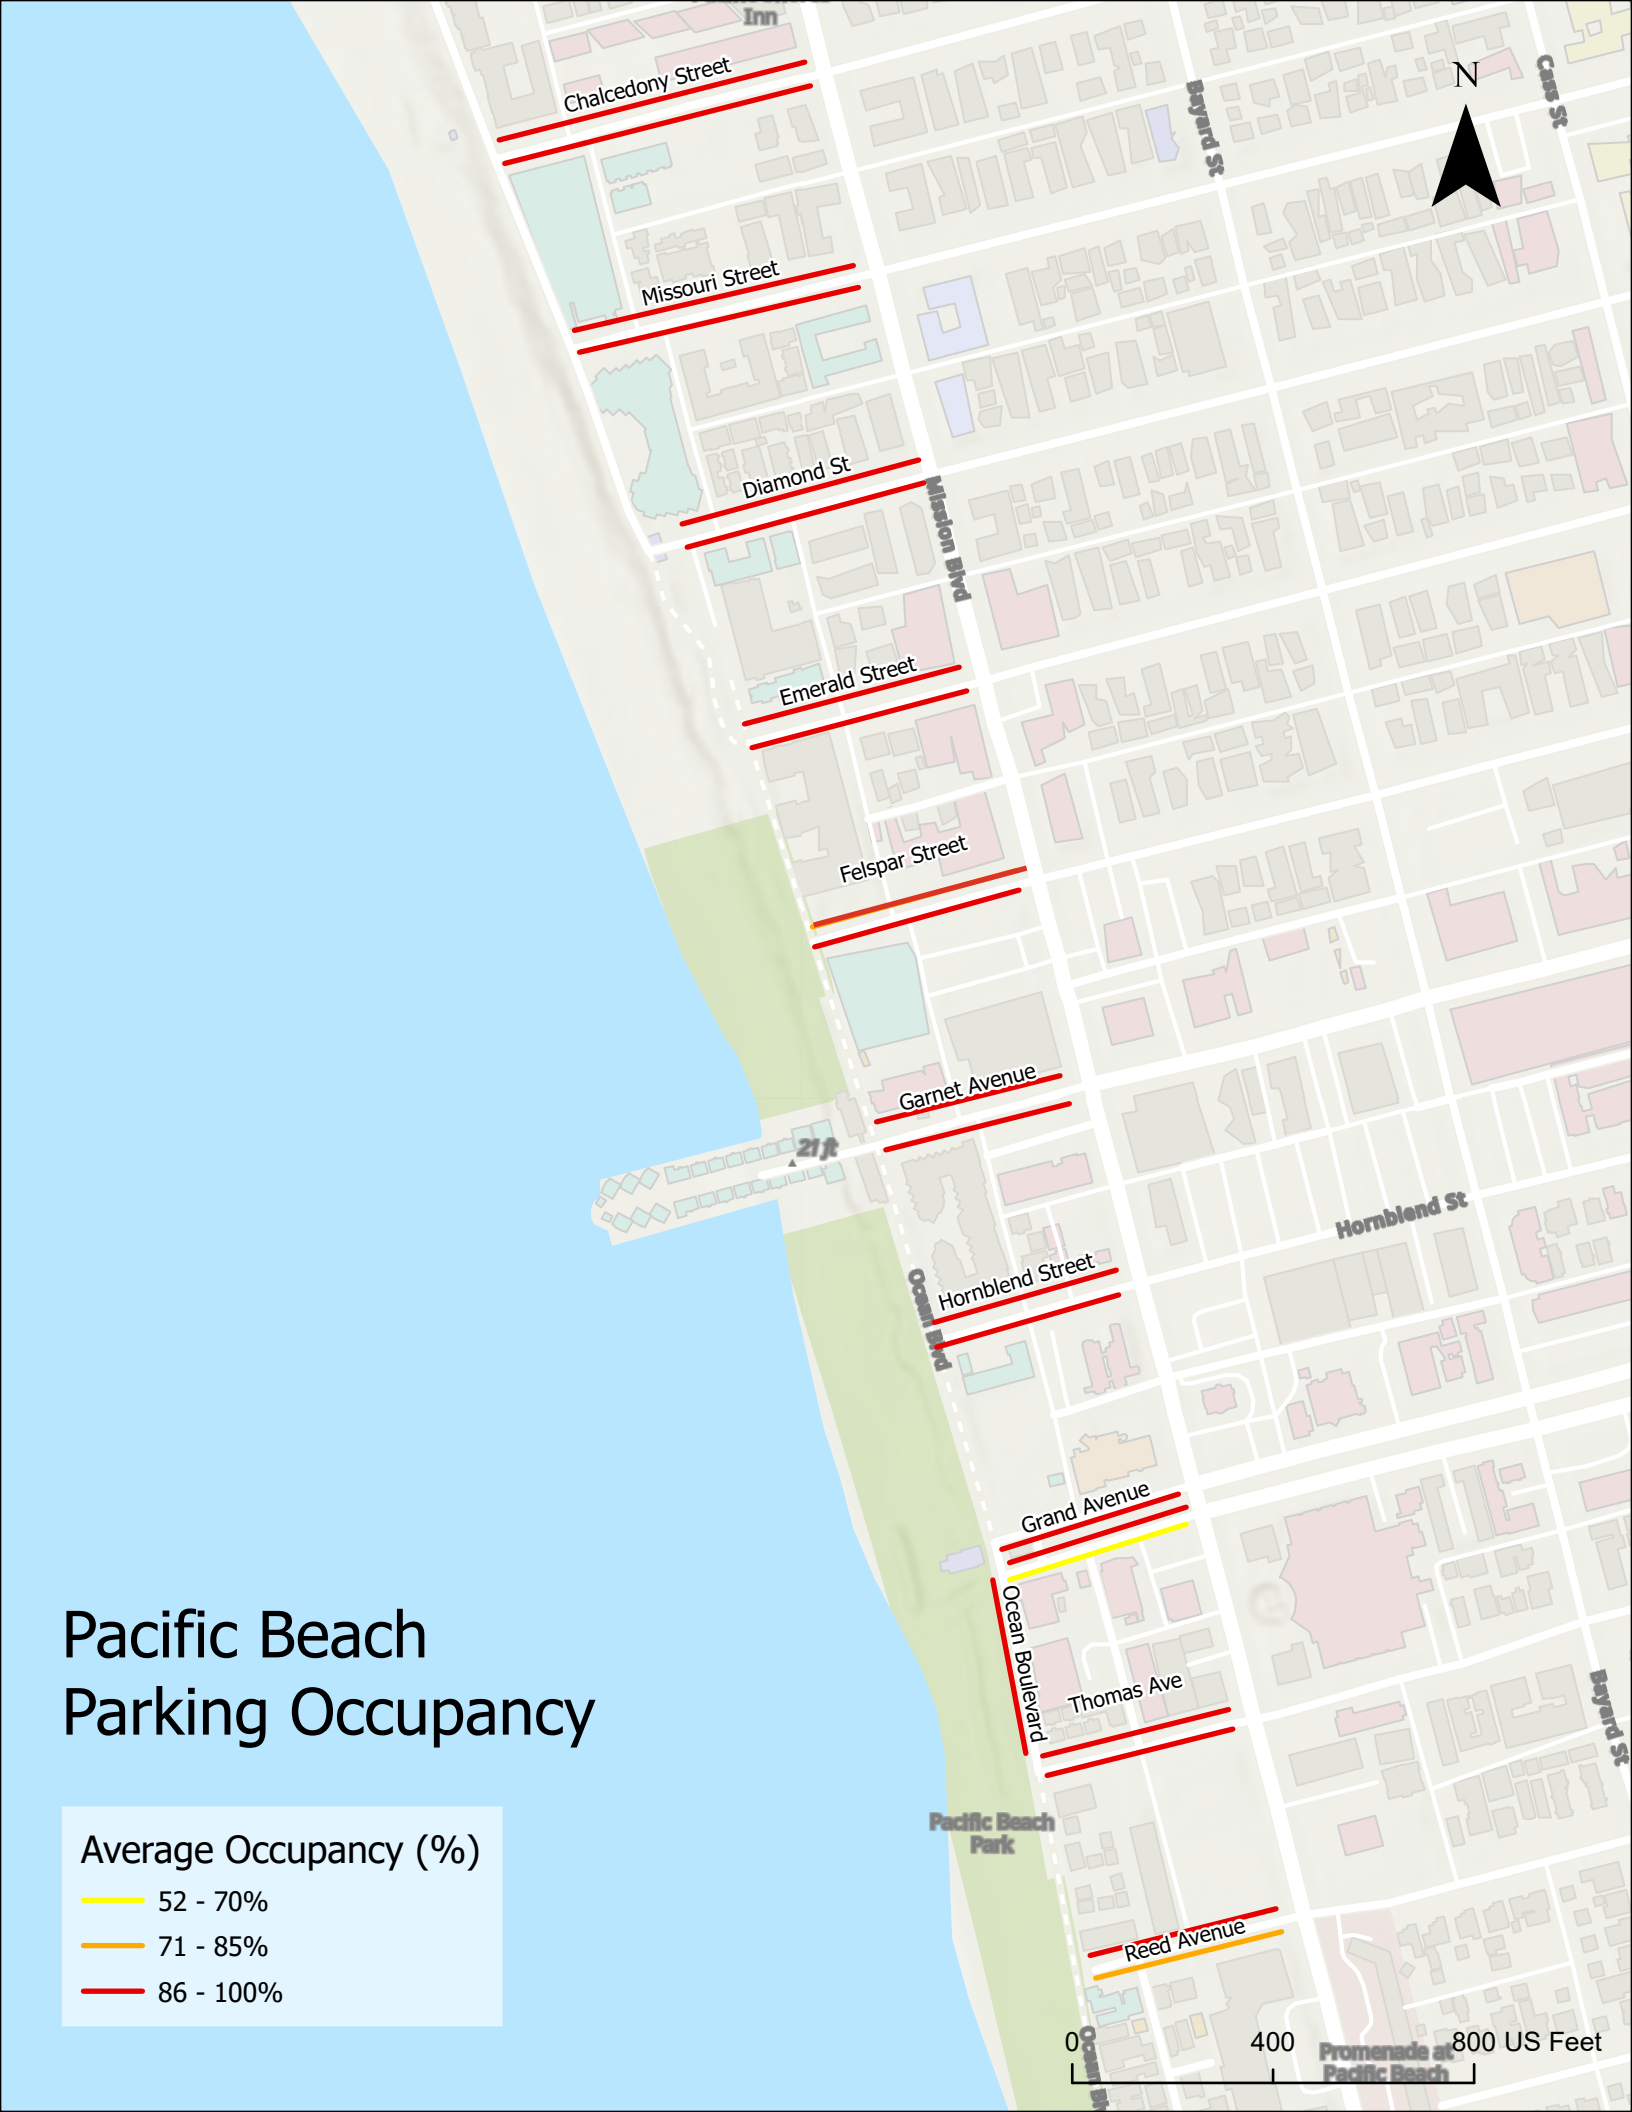 Inn
Chalcedony Street
N
Cass St
Bayard St
Missouri Street
Diamond St
Mission Blvd
Emerald Street
Felspar Street
Garnet Avenue
21 ft
Hornblend St
Hornblend Street
Ocean Blvd
Grand Avenue
Ocean Boulevard
Thomas Ave
Bayard St
Pacific Beach
Parking Occupancy
Pacific Beach
Park
Average Occupancy (%)
52 - 70%
71 - 85%
86 - 100%
Reed Avenue
0 400 800 US Feet
Promenade at
Pacific Beach
Ocean